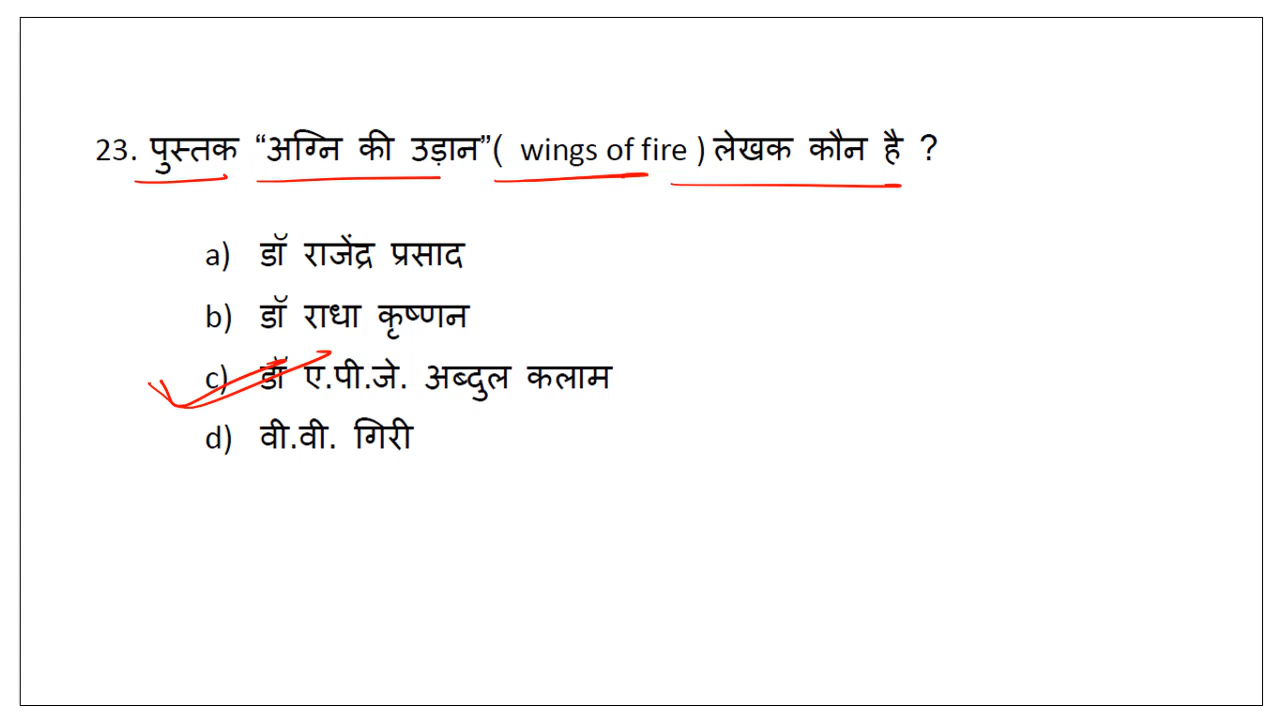 23. पुस्तक “अग्नि की उड़ान”( wings of fire ) लेखक कौन है ?
a) डॉ राजेंद्र प्रसाद
b) डॉ राधा कृष्णन
c) डॉ ए.पी.जे. अब्दुल कलाम
d) वी.वी. गिरी